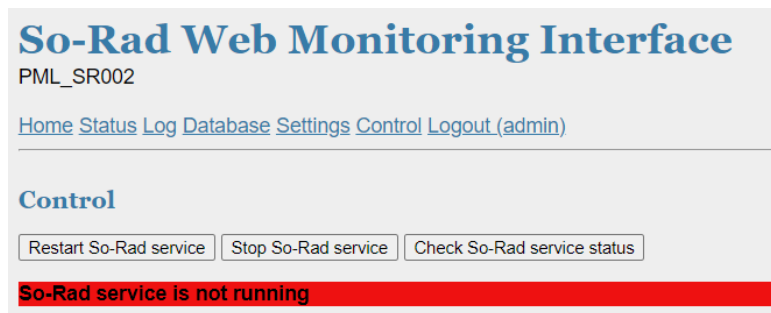 So-Rad Web Monitoring Interface
PML_SR002
Home Status Log Database Settings Control Logout (admin)
Control
Restart So-Rad service Stop So-Rad service Check So-Rad service status
So-Rad service is not running